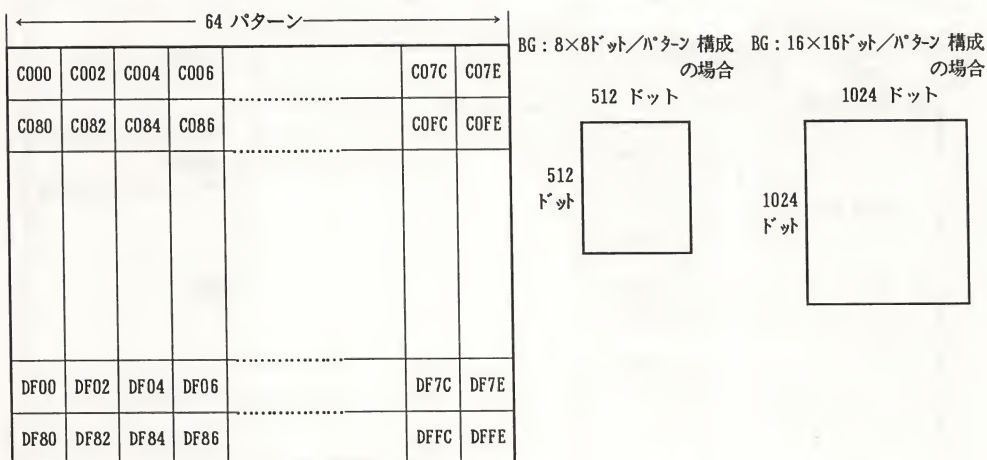 64 パターン
C000 C002 C004 C006 C07C C07E
C080 C082 C084 C086 C0FC C0FE
DF00 DF02 DF04 DF06 DF7C DF7E
DF80 DF82 DF84 DF86 DFFC DFFE
BG：8×8ﾄﾞｯﾄ／ﾊﾟﾀｰﾝ 構成
の場合
512 ドット
512
ﾄﾞｯﾄ
BG：16×16ﾄﾞｯﾄ／ﾊﾟﾀｰﾝ 構成
の場合
1024 ドット
1024
ﾄﾞｯﾄ